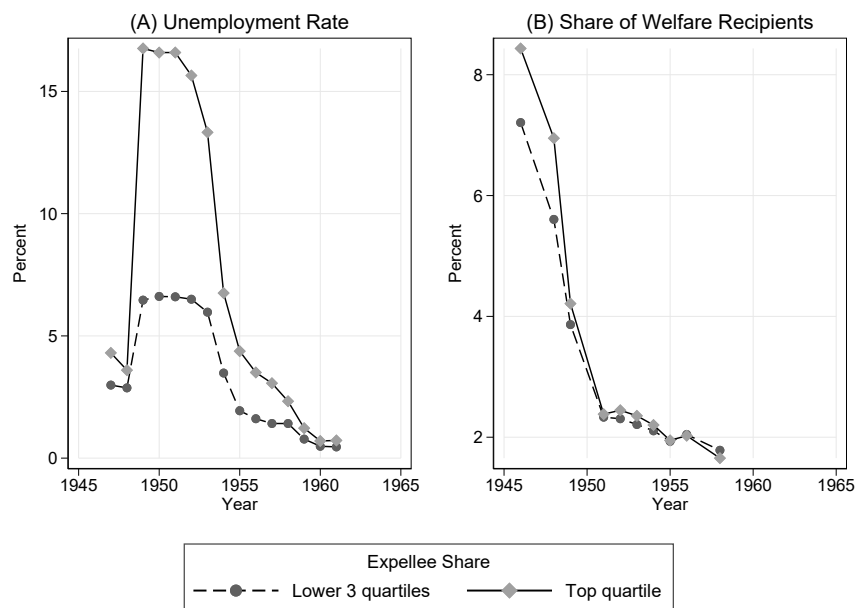 (A) Unemployment Rate
(B) Share of Welfare Recipients
Percent
15
10
5
0
1945 1950 1955 1960 1965
Year
Percent
8
6
4
2
1945 1950 1955 1960 1965
Year
Expellee Share
Lower 3 quartiles Top quartile